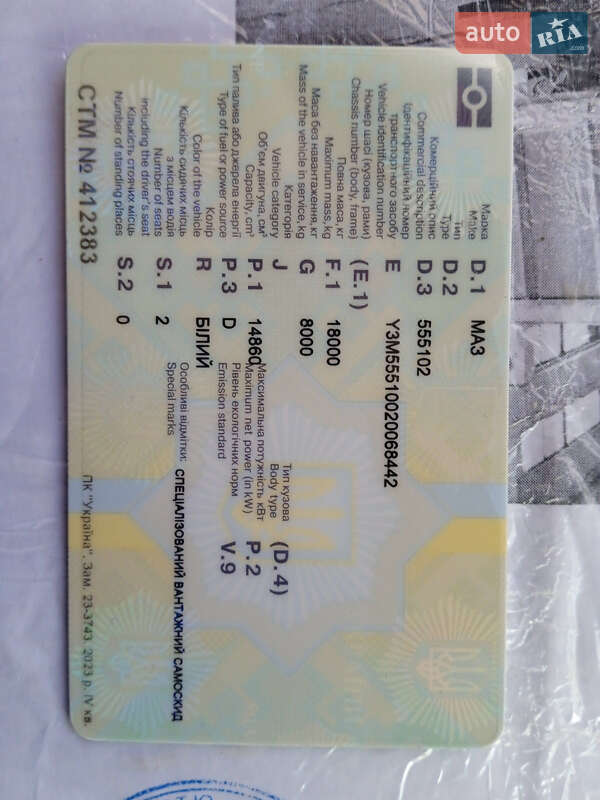 auto RIA .com
Марка D.1 МАЗ
Make
Тип D.2
Type
Комерційний опис D.3 555102
Commercial description
Ідентифікаційний номер
транспортного засобу E Y3M55510020068442
Vehicle identification number
Номер шасі (кузова, рами) (E.1)
Chassis number (body, frame)
Повна маса, кг F.1 18000
Maximum mass, kg
Маса без навантаження, кг G 8000
Mass of the vehicle in service, kg
Категорія J
Vehicle category
Тип кузова (D.4)
Body type
Об'єм двигуна, см³ P.1 14860
Capacity, cm³
Максимальна потужність кВт P.2
Maximum net power (in kW)
Тип палива або джерела енергії P.3 D
Type of fuel or power source
Рівень екологічних норм V.9
Emission standard
Колір R БІЛИЙ
Color of the vehicle
Кількість сидячих місць
з місцем водія S.1 2
Number of seats
including the driver's seat
Особливі відмітки: СПЕЦІАЛІЗОВАНИЙ ВАНТАЖНИЙ САМОСКИД
Special marks
Кількість стоячих місць S.2 0
Number of standing places
СТМ № 412383
ПК "Україна". Зам. 23-3743. 2023 р. IV кв.